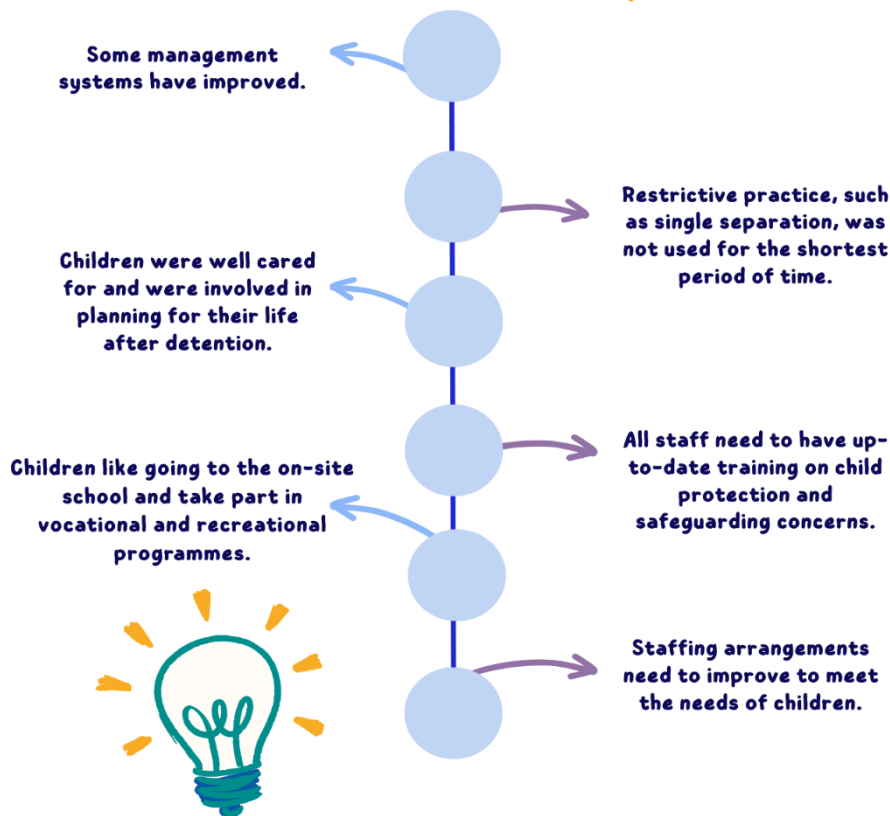 Some management
systems have improved.
Restrictive practice, such
as single separation, was
not used for the shortest
period of time.
Children were well cared
for and were involved in
planning for their life
after detention.
All staff need to have up-
to-date training on child
protection and
safeguarding concerns.
Children like going to the on-site
school and take part in
vocational and recreational
programmes.
Staffing arrangements
need to improve to meet
the needs of children.